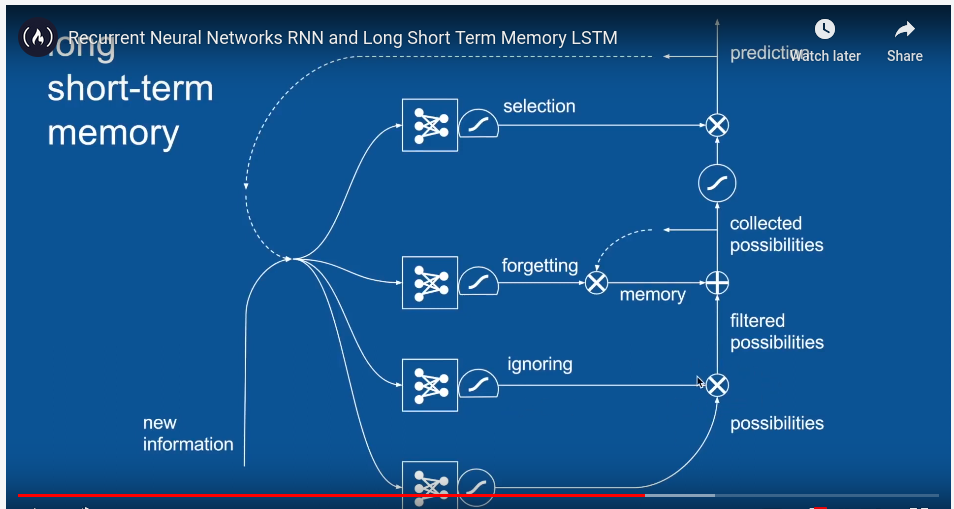 Recurrent Neural Networks RNN and Long Short Term Memory LSTM
Watch later
Share
long
short-term
memory
prediction
selection
collected
possibilities
forgetting
memory
filtered
possibilities
ignoring
new
information
possibilities